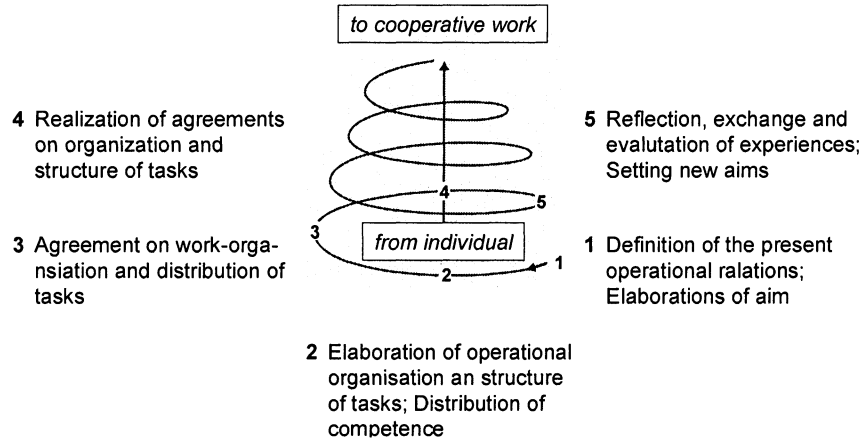 to cooperative work
4 Realization of agreements
on organization and
structure of tasks
5 Reflection, exchange and
evalutation of experiences;
Setting new aims
4
5
3
from individual
1
2
3 Agreement on work-orga-
nsiation and distribution of
tasks
1 Definition of the present
operational ralations;
Elaborations of aim
2 Elaboration of operational
organisation an structure
of tasks; Distribution of
competence